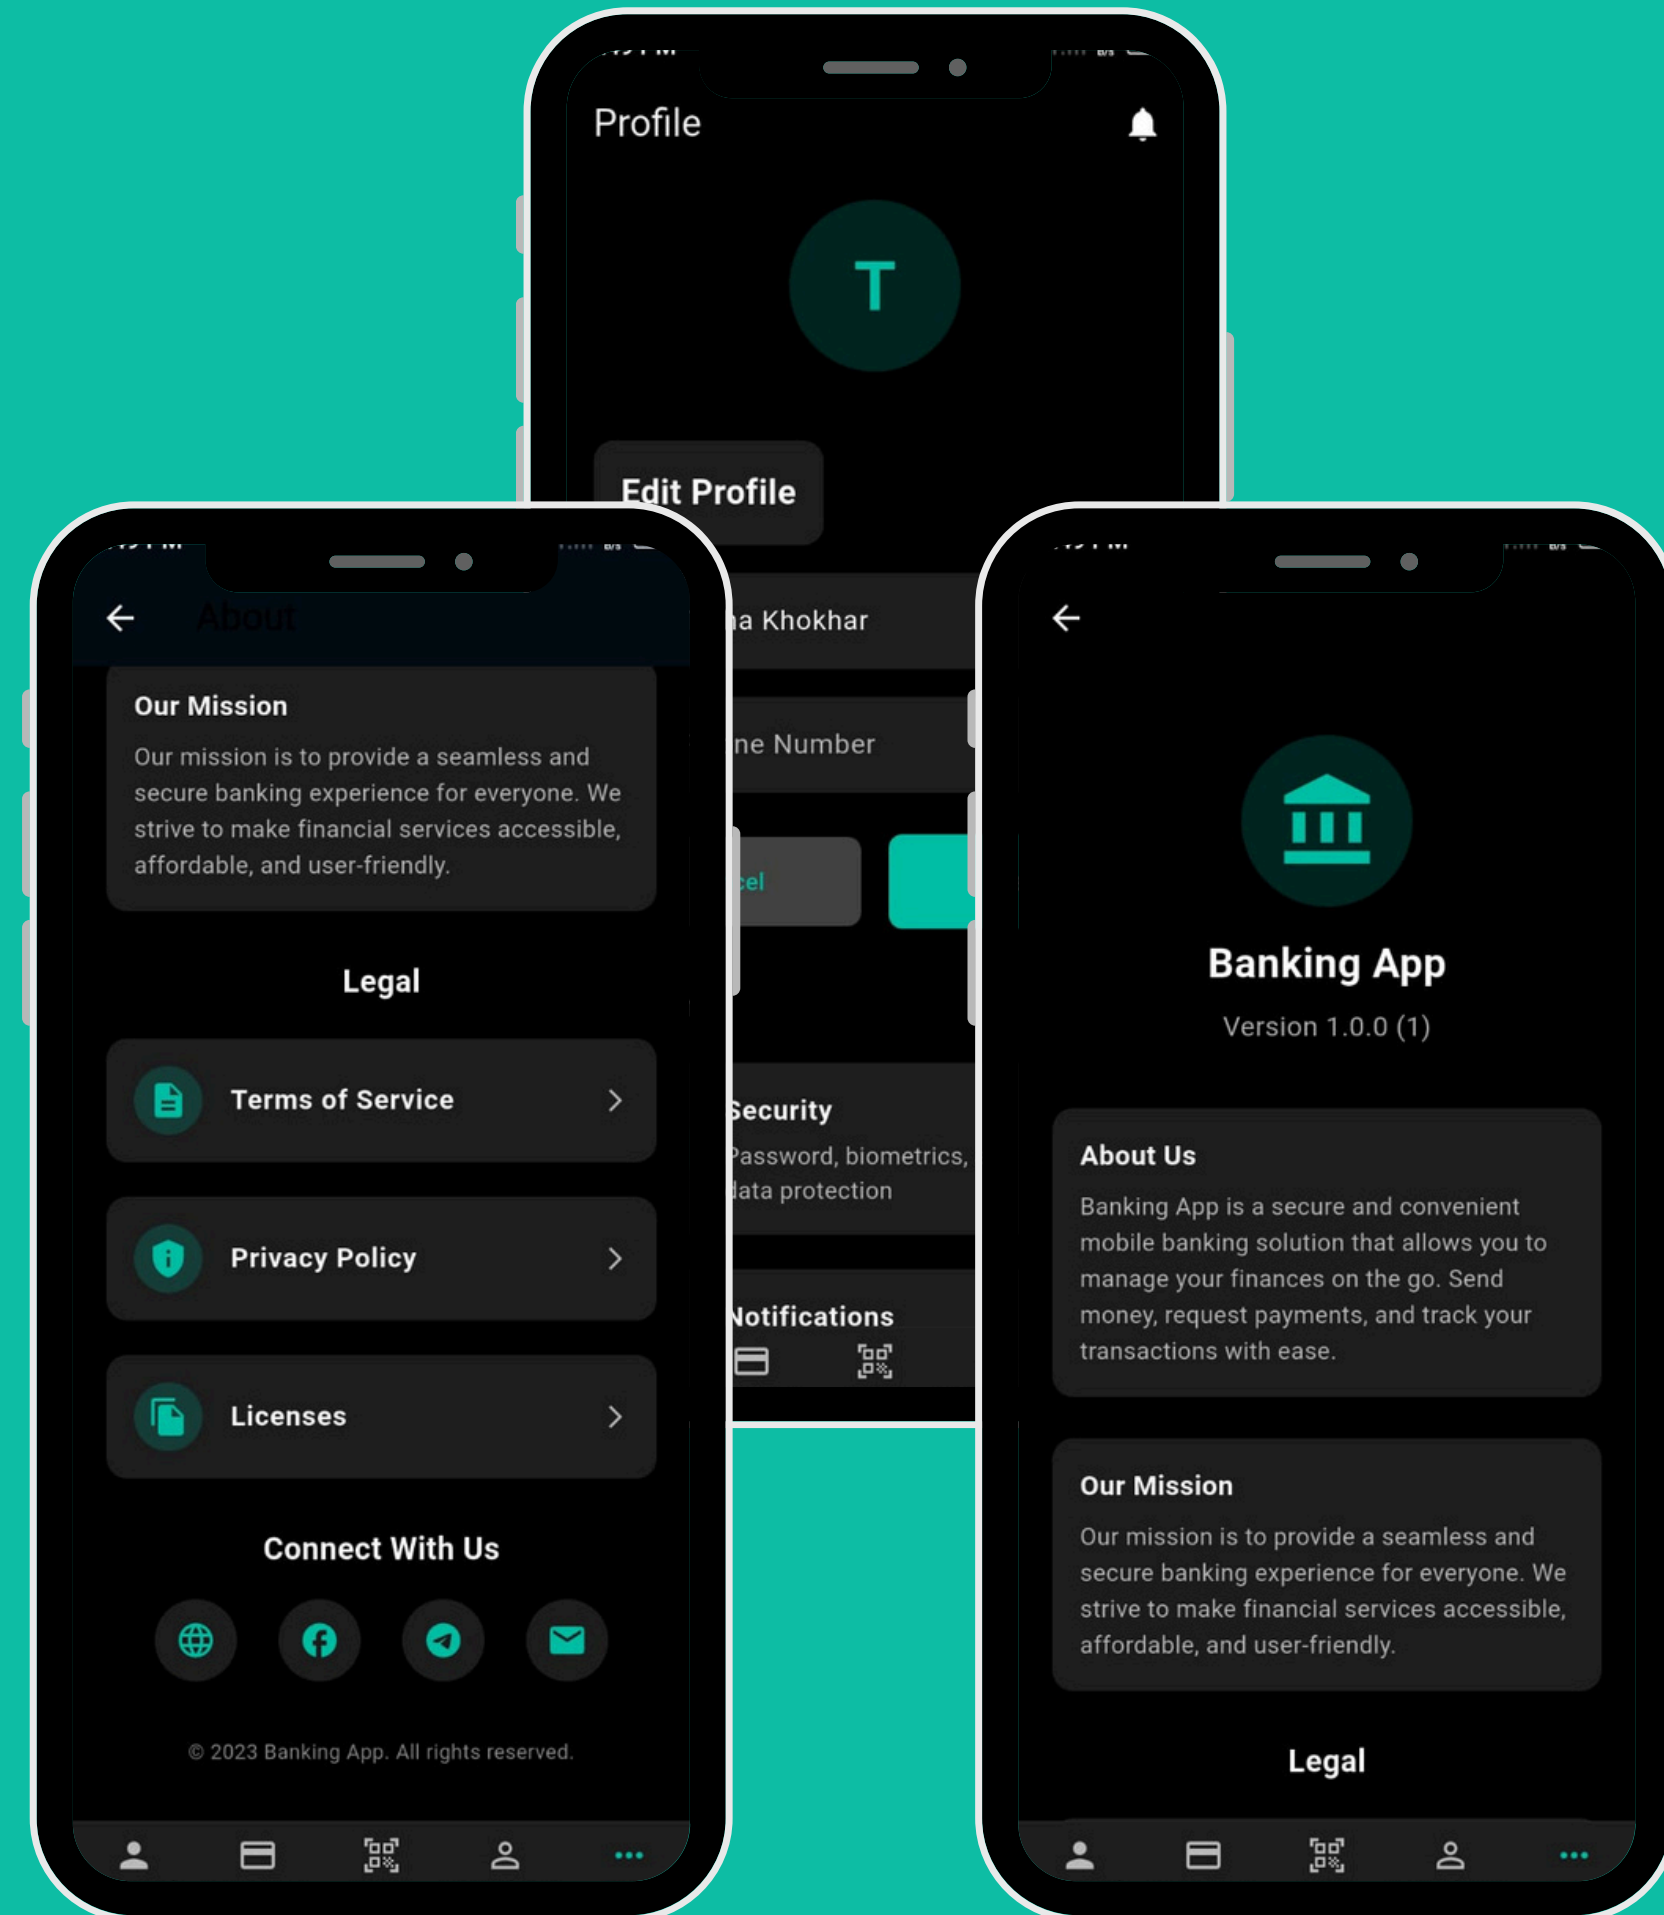 Profile
T
Edit Profile
Khokhar
Number
Security
Password, biometrics,
data protection
Notifications
About
Our Mission
Our mission is to provide a seamless and
secure banking experience for everyone. We
strive to make financial services accessible,
affordable, and user-friendly.
Legal
Terms of Service
Privacy Policy
Licenses
Connect With Us
© 2023 Banking App. All rights reserved.
Banking App
Version 1.0.0 (1)
About Us
Banking App is a secure and convenient
mobile banking solution that allows you to
manage your finances on the go. Send
money, request payments, and track your
transactions with ease.
Our Mission
Our mission is to provide a seamless and
secure banking experience for everyone. We
strive to make financial services accessible,
affordable, and user-friendly.
Legal